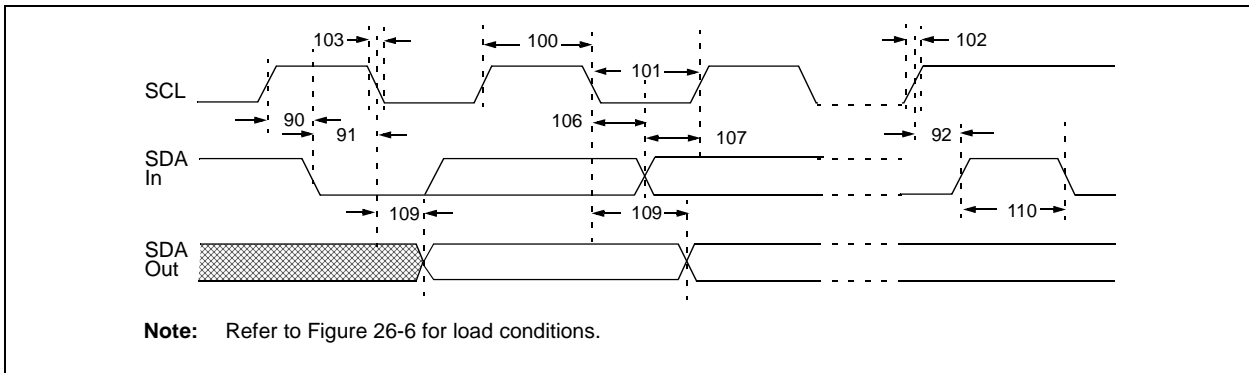 103
100
102
101
SCL
90
91
106
107
92
SDA
In
109
109
110
SDA
Out
Note: Refer to Figure 26-6 for load conditions.